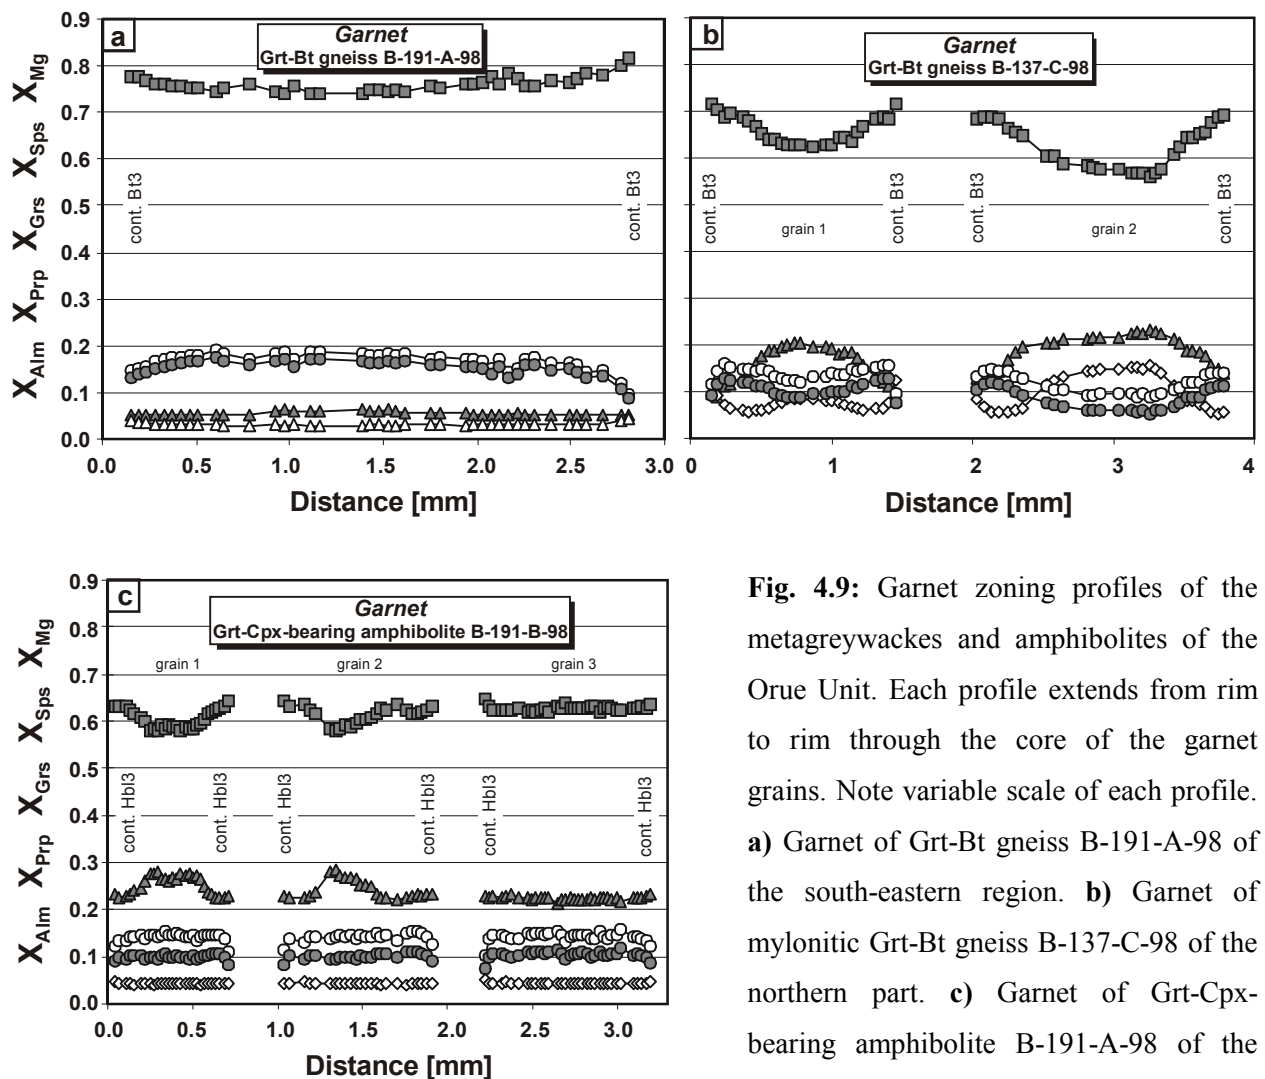 a
Garnet
Grt-Bt gneiss B-191-A-98
X_Alm X_Prp X_Grs X_Sps X_Mg
0.9
0.8
0.7
0.6
0.5
0.4
0.3
0.2
0.1
0.0
cont. Bt3
cont. Bt3
0.0 0.5 1.0 1.5 2.0 2.5 3.0
Distance [mm]
b
Garnet
Grt-Bt gneiss B-137-C-98
cont. Bt3
grain 1
cont. Bt3
cont. Bt3
grain 2
cont. Bt3
0 1 2 3 4
Distance [mm]
c
Garnet
Grt-Cpx-bearing amphibolite B-191-B-98
X_Alm X_Prp X_Grs X_Sps X_Mg
0.9
0.8
0.7
0.6
0.5
0.4
0.3
0.2
0.1
0.0
grain 1 grain 2 grain 3
cont. Hbl3
cont. Hbl3
cont. Hbl3
cont. Hbl3
cont. Hbl3
cont. Hbl3
0.0 0.5 1.0 1.5 2.0 2.5 3.0
Distance [mm]
Fig. 4.9: Garnet zoning profiles of the
metagreywackes and amphibolites of the
Orue Unit. Each profile extends from rim
to rim through the core of the garnet
grains. Note variable scale of each profile.
a) Garnet of Grt-Bt gneiss B-191-A-98 of
the south-eastern region. b) Garnet of
mylonitic Grt-Bt gneiss B-137-C-98 of the
northern part. c) Garnet of Grt-Cpx-
bearing amphibolite B-191-A-98 of the